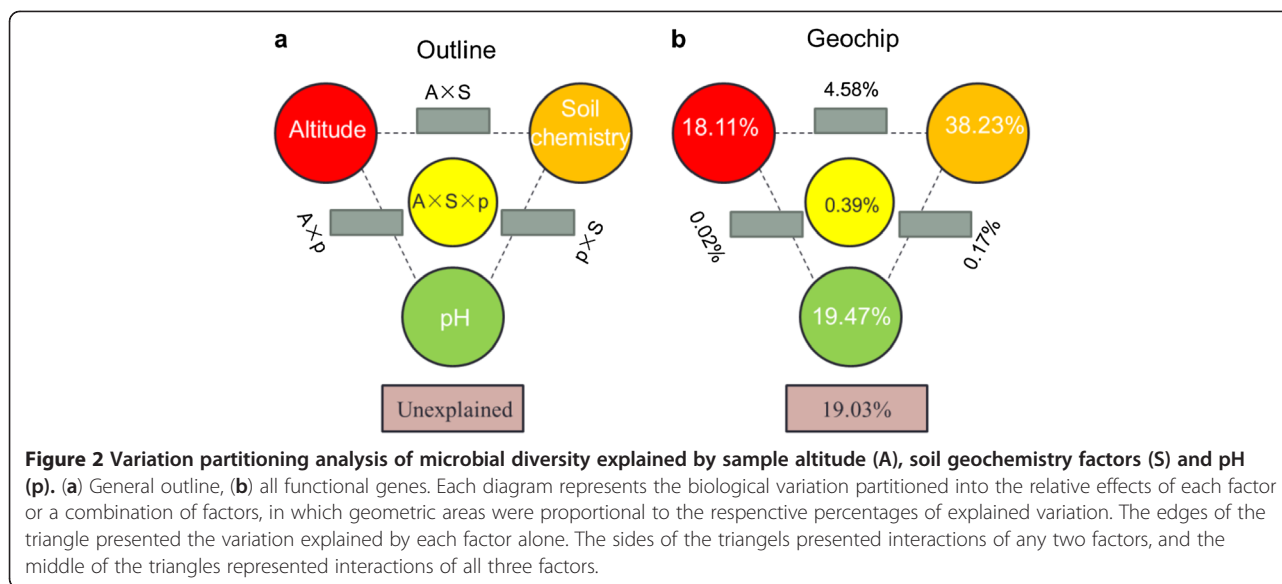 a
Outline
A×S
Altitude
Soil
chemistry
A×S×p
A×p
p×S
pH
Unexplained
b
Geochip
4.58%
18.11%
38.23%
0.39%
0.02%
0.17%
19.47%
19.03%
Figure 2 Variation partitioning analysis of microbial diversity explained by sample altitude (A), soil geochemistry factors (S) and pH
(p). (a) General outline, (b) all functional genes. Each diagram represents the biological variation partitioned into the relative effects of each factor
or a combination of factors, in which geometric areas were proportional to the respenctive percentages of explained variation. The edges of the
triangle presented the variation explained by each factor alone. The sides of the triangels presented interactions of any two factors, and the
middle of the triangles represented interactions of all three factors.